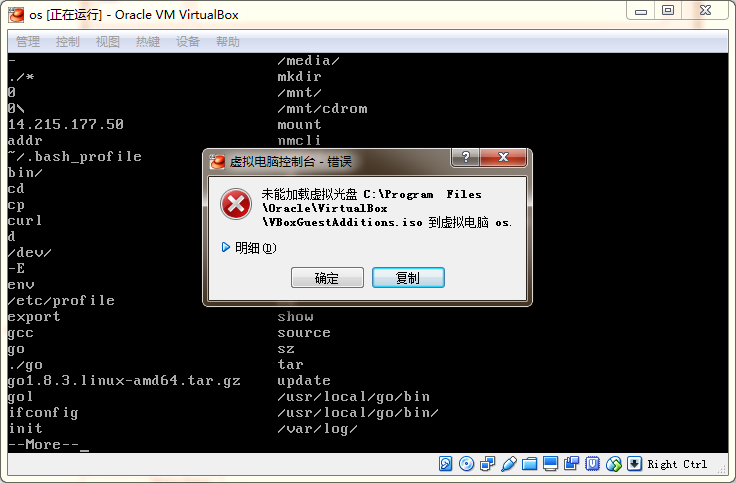 os [正在运行] - Oracle VM VirtualBox
管理 控制 视图 热键 设备 帮助
- /media/
./* mkdir
0 /mnt/
0\ /mnt/cdrom
14.215.177.50 mount
addr nmcli
~/.bash_profile
bin/
cd
cp
curl
d
/dev/
-E
env
/etc/profile
export show
gcc source
go sz
./go tar
go1.8.3.linux-amd64.tar.gz update
gol /usr/local/go/bin
ifconfig /usr/local/go/bin/
init /var/log/
--More--_
虚拟电脑控制台 - 错误
?
未能加载虚拟光盘 C:\Program Files
\Oracle\VirtualBox
\VBoxGuestAdditions.iso 到虚拟电脑 os.
明细(D)
确定 复制
Right Ctrl